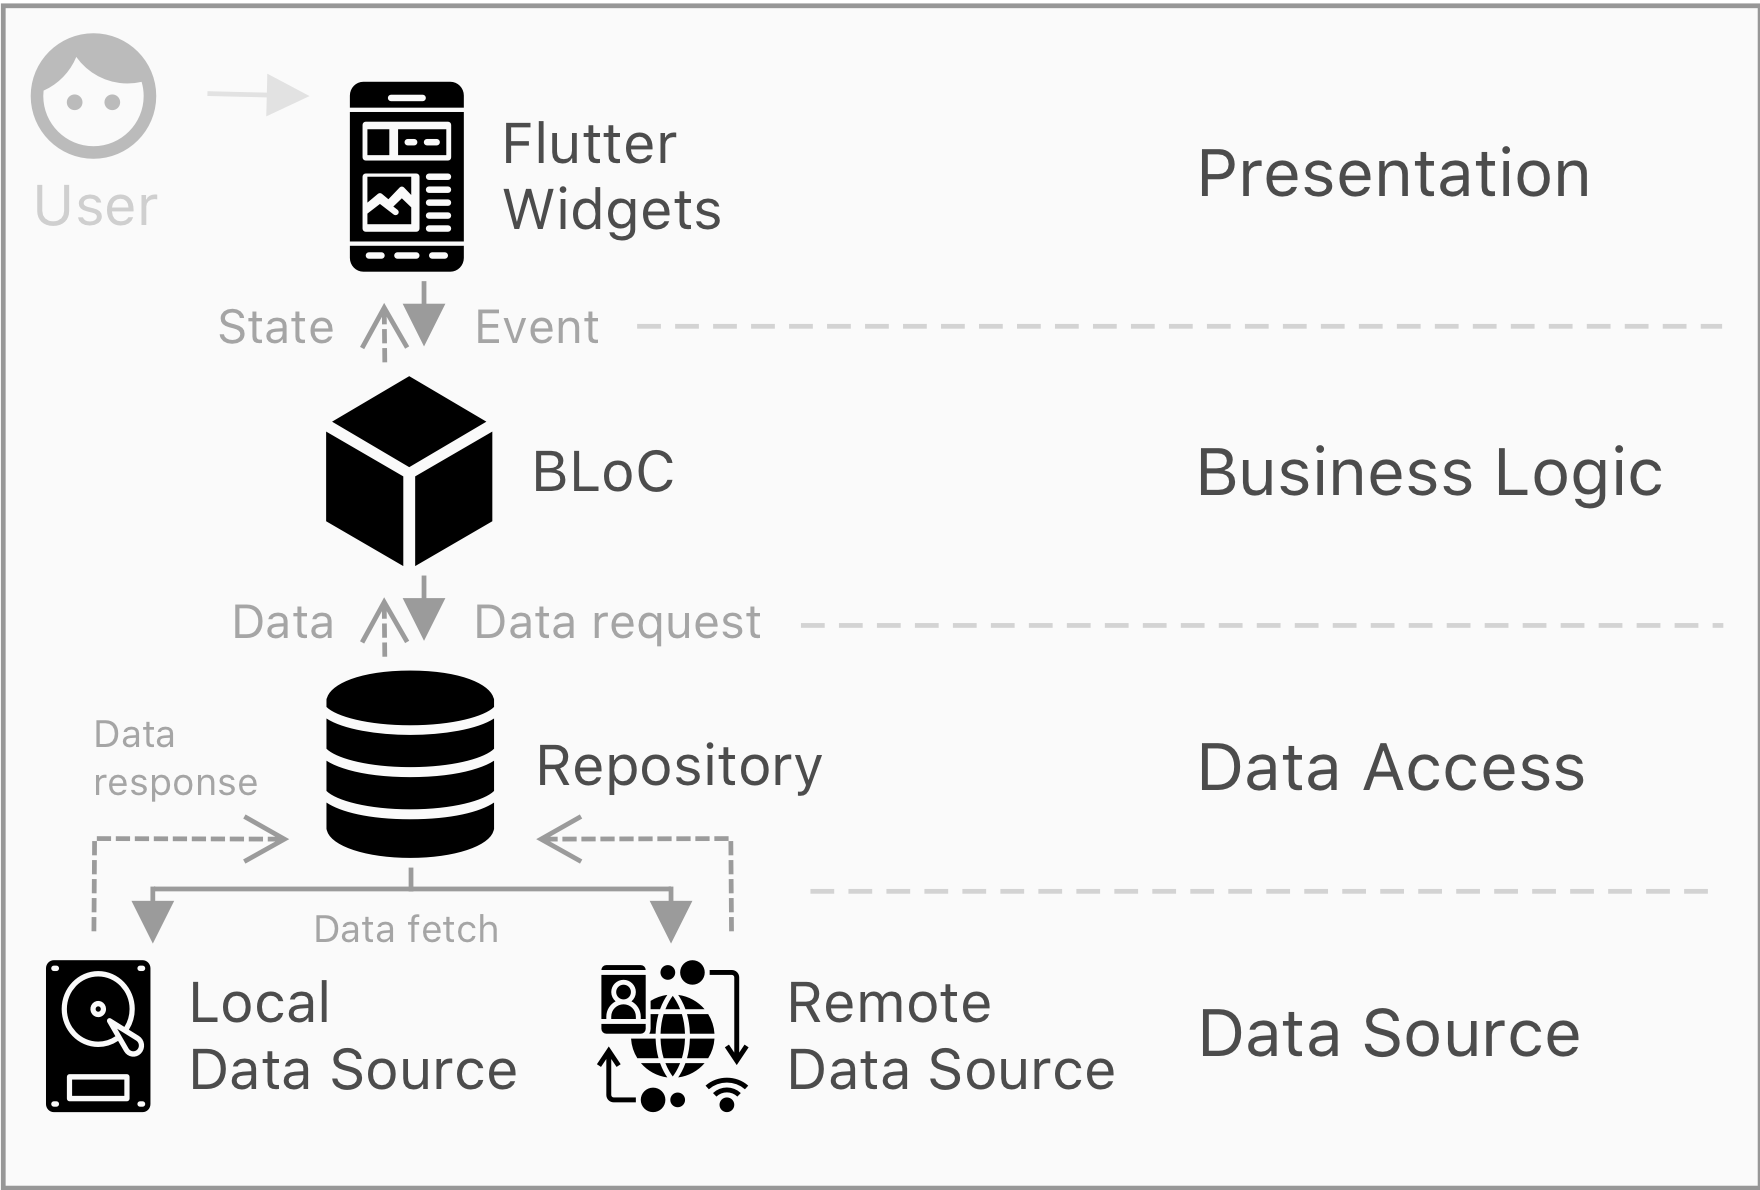 User
Flutter
Widgets
Presentation
State
Event
BLoC
Business Logic
Data
Data request
Data
response
Repository
Data Access
Data fetch
Local
Data Source
Remote
Data Source
Data Source